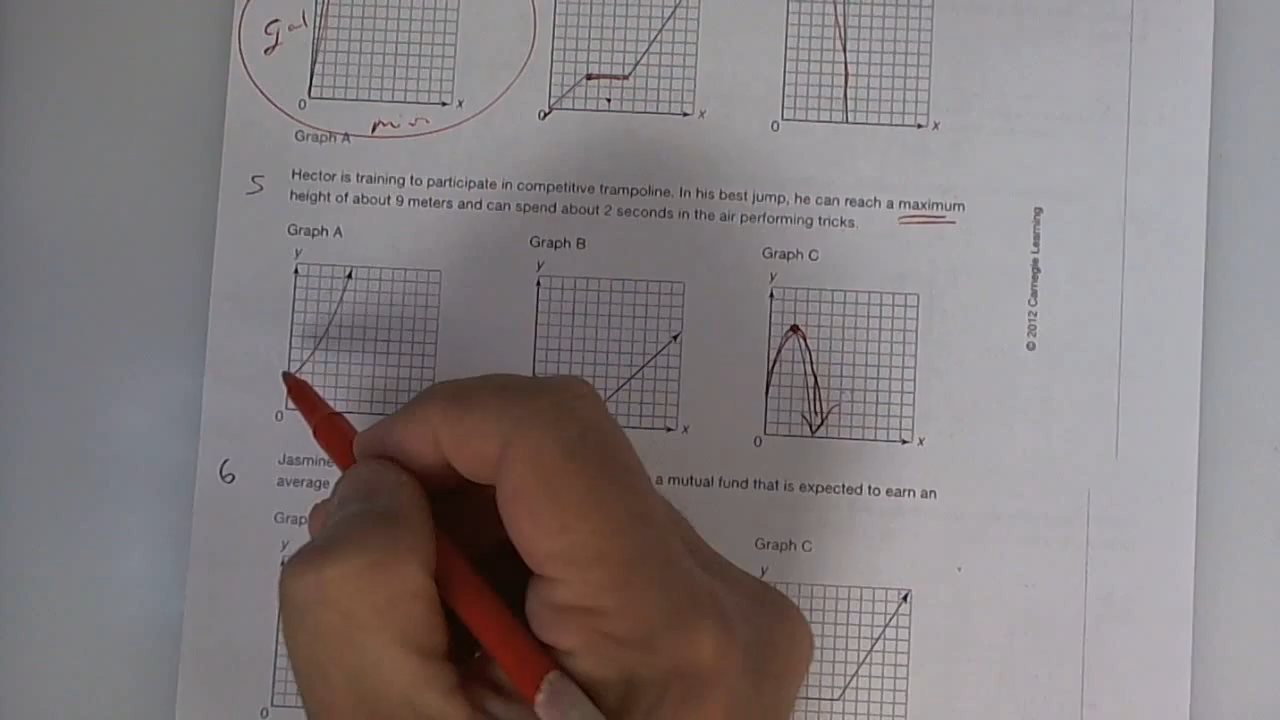 gal
0
x
min
Graph A
0
x
0
x
5
Hector is training to participate in competitive trampoline. In his best jump, he can reach a maximum
height of about 9 meters and can spend about 2 seconds in the air performing tricks.
Graph A
y
0
Graph B
y
x
Graph C
y
0
x
© 2012 Carnegie Learning
6
Jasmine
a mutual fund that is expected to earn an
average
Grap
y
0
Graph C
y